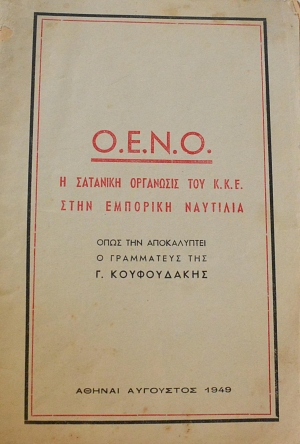 Ο.Ε.Ν.Ο.
Η ΣΑΤΑΝΙΚΗ ΟΡΓΑΝΩΣΙΣ ΤΟΥ Κ.Κ.Ε.
ΣΤΗΝ ΕΜΠΟΡΙΚΗ ΝΑΥΤΙΛΙΑ
ΟΠΩΣ ΤΗΝ ΑΠΟΚΑΛΥΠΤΕΙ
Ο ΓΡΑΜΜΑΤΕΥΣ ΤΗΣ
Γ. ΚΟΥΦΟΥΔΑΚΗΣ
ΑΘΗΝΑΙ ΑΥΓΟΥΣΤΟΣ 1949